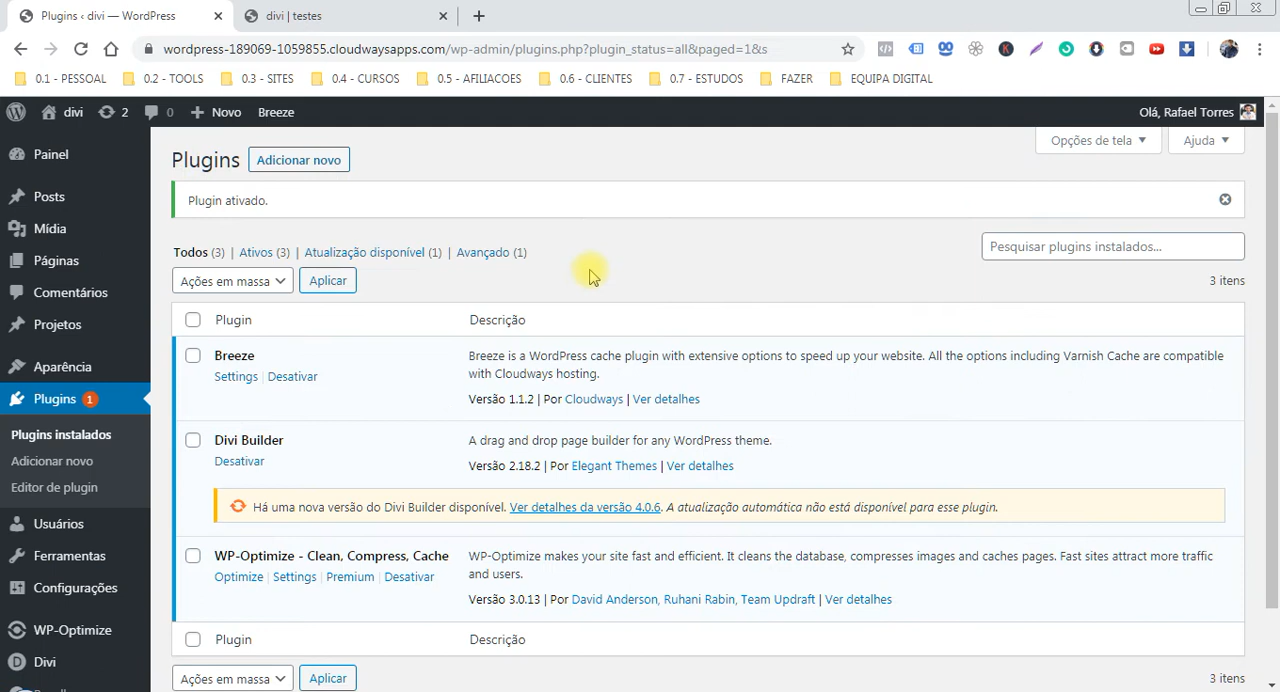 Plugins ‹ divi — WordPress
divi | testes
wordpress-189069-1059855.cloudwaysapps.com/wp-admin/plugins.php?plugin_status=all&paged=1&s
0.1 - PESSOAL
0.2 - TOOLS
0.3 - SITES
0.4 - CURSOS
0.5 - AFILIACOES
0.6 - CLIENTES
0.7 - ESTUDOS
FAZER
EQUIPA DIGITAL
divi
2
0
Novo
Breeze
Olá, Rafael Torres
Painel
Posts
Mídia
Páginas
Comentários
Projetos
Aparência
Plugins 1
Plugins instalados
Adicionar novo
Editor de plugin
Usuários
Ferramentas
Configurações
WP-Optimize
Divi
Opções de tela
Ajuda
Plugins
Adicionar novo
Plugin ativado.
Todos (3) | Ativos (3) | Atualização disponível (1) | Avançado (1)
Pesquisar plugins instalados...
Ações em massa
Aplicar
3 itens
Plugin
Descrição
Breeze
Settings | Desativar
Breeze is a WordPress cache plugin with extensive options to speed up your website. All the options including Varnish Cache are compatible
with Cloudways hosting.
Versão 1.1.2 | Por Cloudways | Ver detalhes
Divi Builder
Desativar
A drag and drop page builder for any WordPress theme.
Versão 2.18.2 | Por Elegant Themes | Ver detalhes
Há uma nova versão do Divi Builder disponível. Ver detalhes da versão 4.0.6. A atualização automática não está disponível para esse plugin.
WP-Optimize - Clean, Compress, Cache
Optimize | Settings | Premium | Desativar
WP-Optimize makes your site fast and efficient. It cleans the database, compresses images and caches pages. Fast sites attract more traffic
and users.
Versão 3.0.13 | Por David Anderson, Ruhani Rabin, Team Updraft | Ver detalhes
Plugin
Descrição
Ações em massa
Aplicar
3 itens